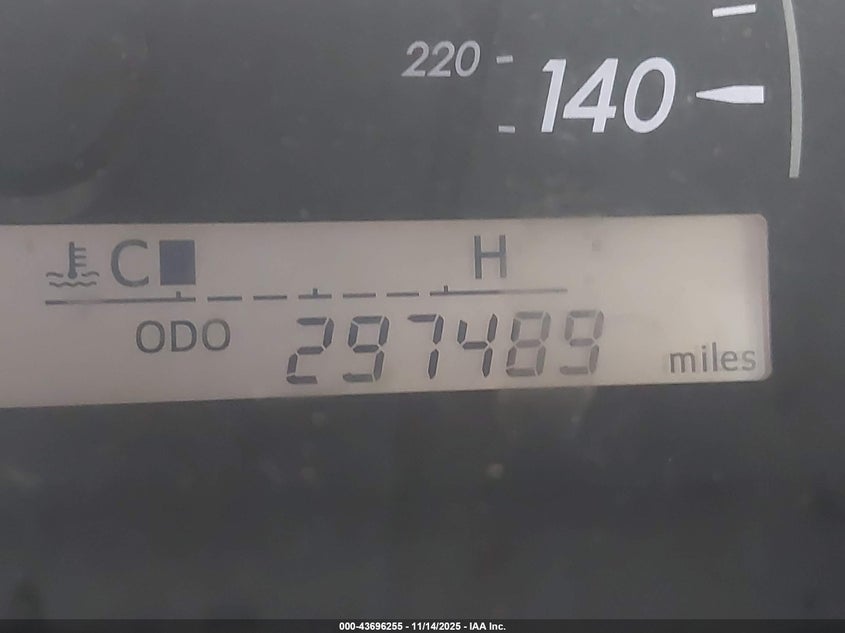 220 140
C H
ODO 297489 miles
000-43696255 - 11/14/2025 - IAA Inc.